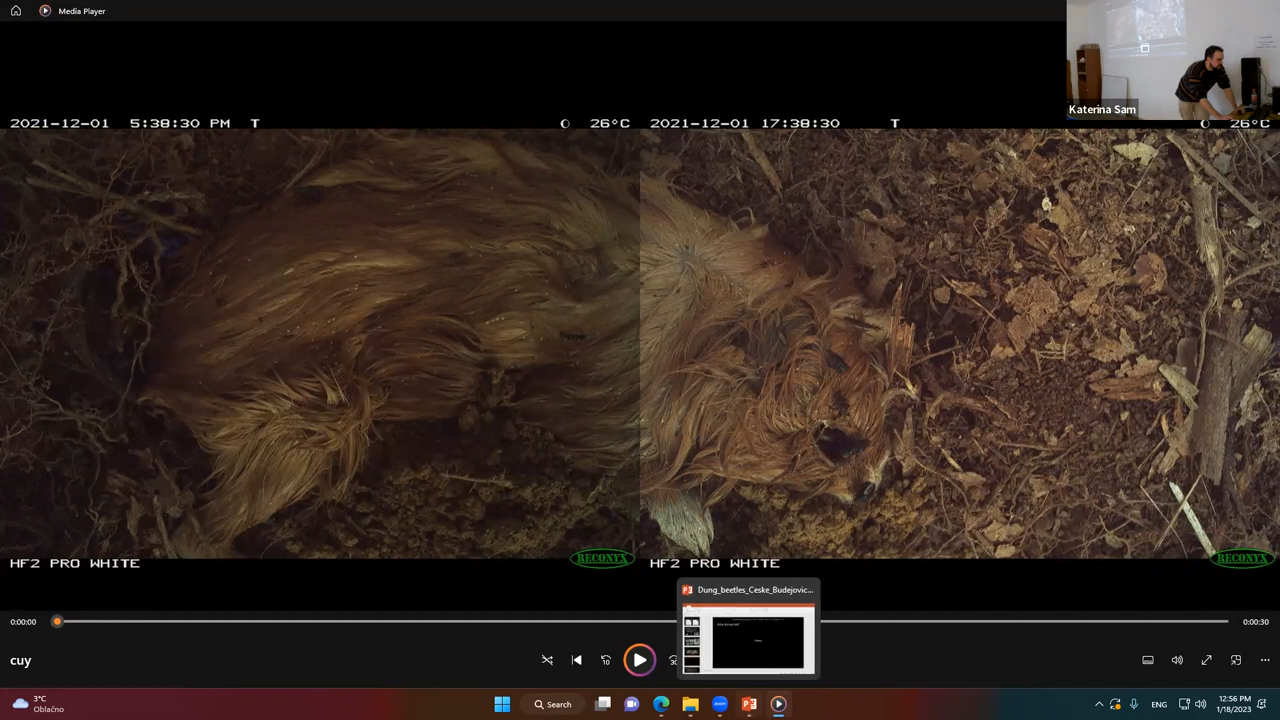 Media Player
2021-12-01 5:38:30 PM T 26°C
2021-12-01 17:38:30 T 26°C
Katerina Sam
HF2 PRO WHITE
RECONYX
HF2 PRO WHITE
RECONYX
Dung_beetles_Ceske_Budejovic...
0:00:00
0:00:30
cuy
10
3°C
Oblačno
Search
zoom
ENG
12:56 PM
1/18/2023